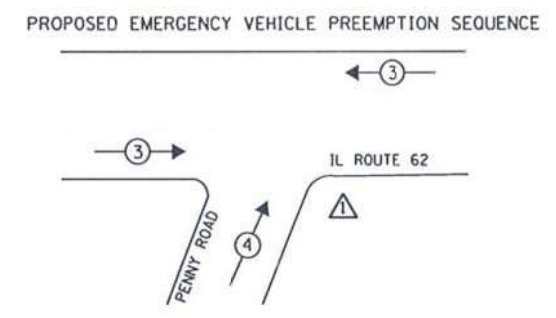 PROPOSED EMERGENCY VEHICLE PREEMPTION SEQUENCE
3
3
IL ROUTE 62
1
4
PENNY ROAD